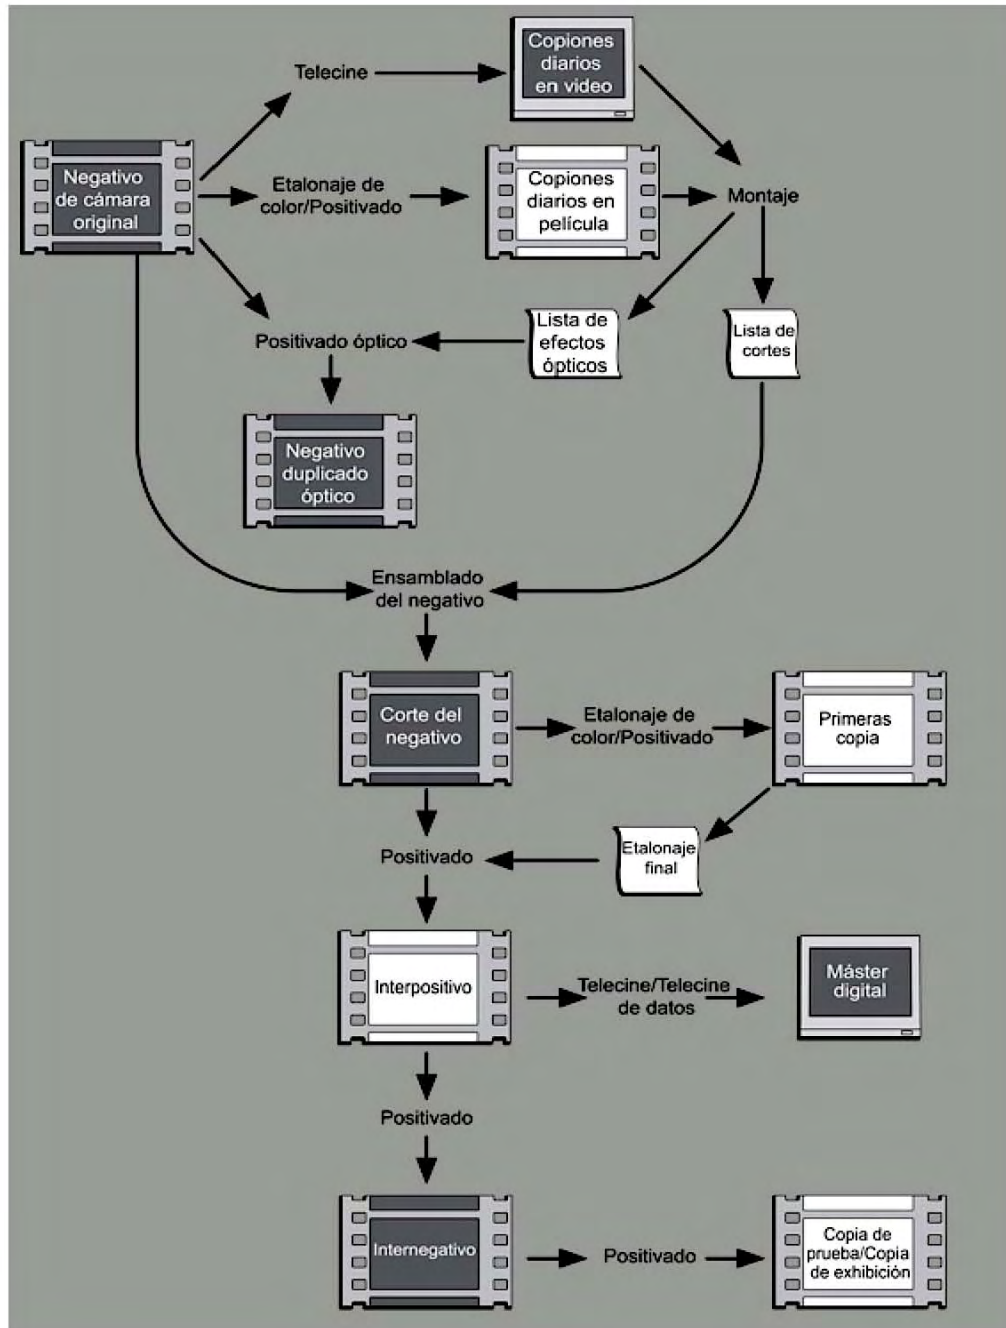 Copiones
diarios
en video
Telecine
Negativo
de cámara
original
Etalonaje de
color/Positivado
Copiones
diarios en
película
Montaje
Positivado óptico
Lista de
efectos
ópticos
Lista de
cortes
Negativo
duplicado
óptico
Ensamblado
del negativo
Corte del
negativo
Etalonaje de
color/Positivado
Primeras
copia
Positivado
Etalonaje
final
Interpositivo
Telecine/Telecine
de datos
Máster
digital
Positivado
Internegativo
Positivado
Copia de
prueba/Copia
de exhibición